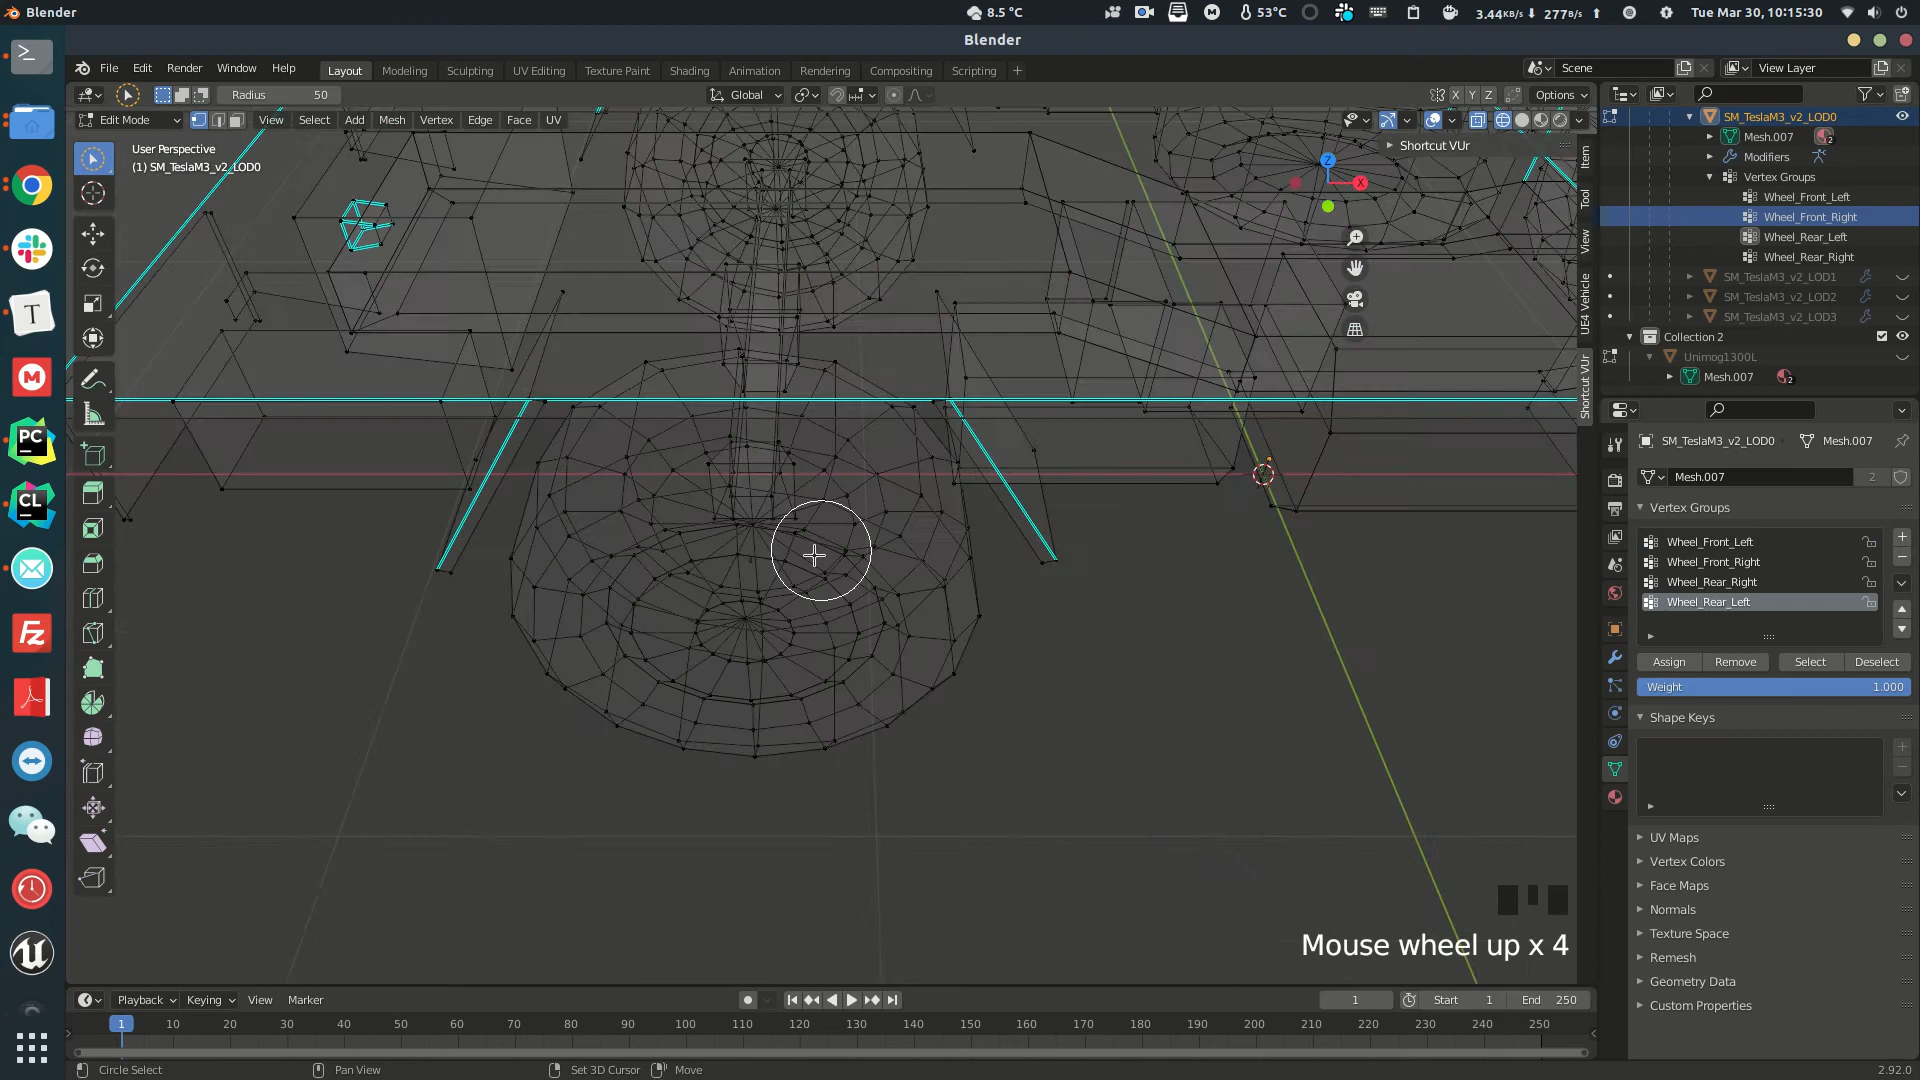 Blender
8.5 °C
53°C
3.44KB/s
277B/s
Tue Mar 30, 10:15:30
Blender
File Edit Render Window Help
Layout Modeling Sculpting UV Editing Texture Paint Shading Animation Rendering Compositing Scripting +
Scene
View Layer
Radius 50
Global
X Y Z
Options
Edit Mode
View Select Add Mesh Vertex Edge Face UV
User Perspective
(1) SM_TeslaM3_v2_LOD0
Shortcut VUr
Z
X
Item
Tool
View
UE4 Vehicle
Shortcut VUr
SM_TeslaM3_v2_LOD0
Mesh.007
2
Modifiers
Vertex Groups
Wheel_Front_Left
Wheel_Front_Right
Wheel_Rear_Left
Wheel_Rear_Right
SM_TeslaM3_v2_LOD1
SM_TeslaM3_v2_LOD2
SM_TeslaM3_v2_LOD3
Collection 2
Unimog1300L
Mesh.007
2
SM_TeslaM3_v2_LOD0
Mesh.007
Mesh.007
2
Vertex Groups
Wheel_Front_Left
Wheel_Front_Right
Wheel_Rear_Right
Wheel_Rear_Left
Assign Remove Select Deselect
Weight 1.000
Shape Keys
UV Maps
Vertex Colors
Face Maps
Normals
Texture Space
Remesh
Geometry Data
Custom Properties
T
M
PC
CL
Fz
Mouse wheel up x 4
Playback Keying View Marker
1
Start 1
End 250
1 10 20 30 40 50 60 70 80 90 100 110 120 130 140 150 160 170 180 190 200 210 220 230 240 250
Circle Select
Pan View
Set 3D Cursor
Move
2.92.0